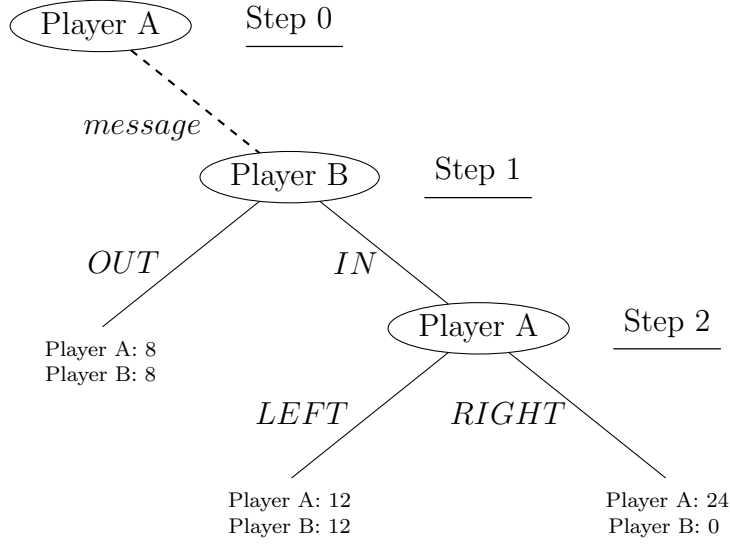 Player A
Step 0
message
Player B
Step 1
OUT
IN
Player A: 8
Player B: 8
Player A
Step 2
LEFT
RIGHT
Player A: 12
Player B: 12
Player A: 24
Player B: 0